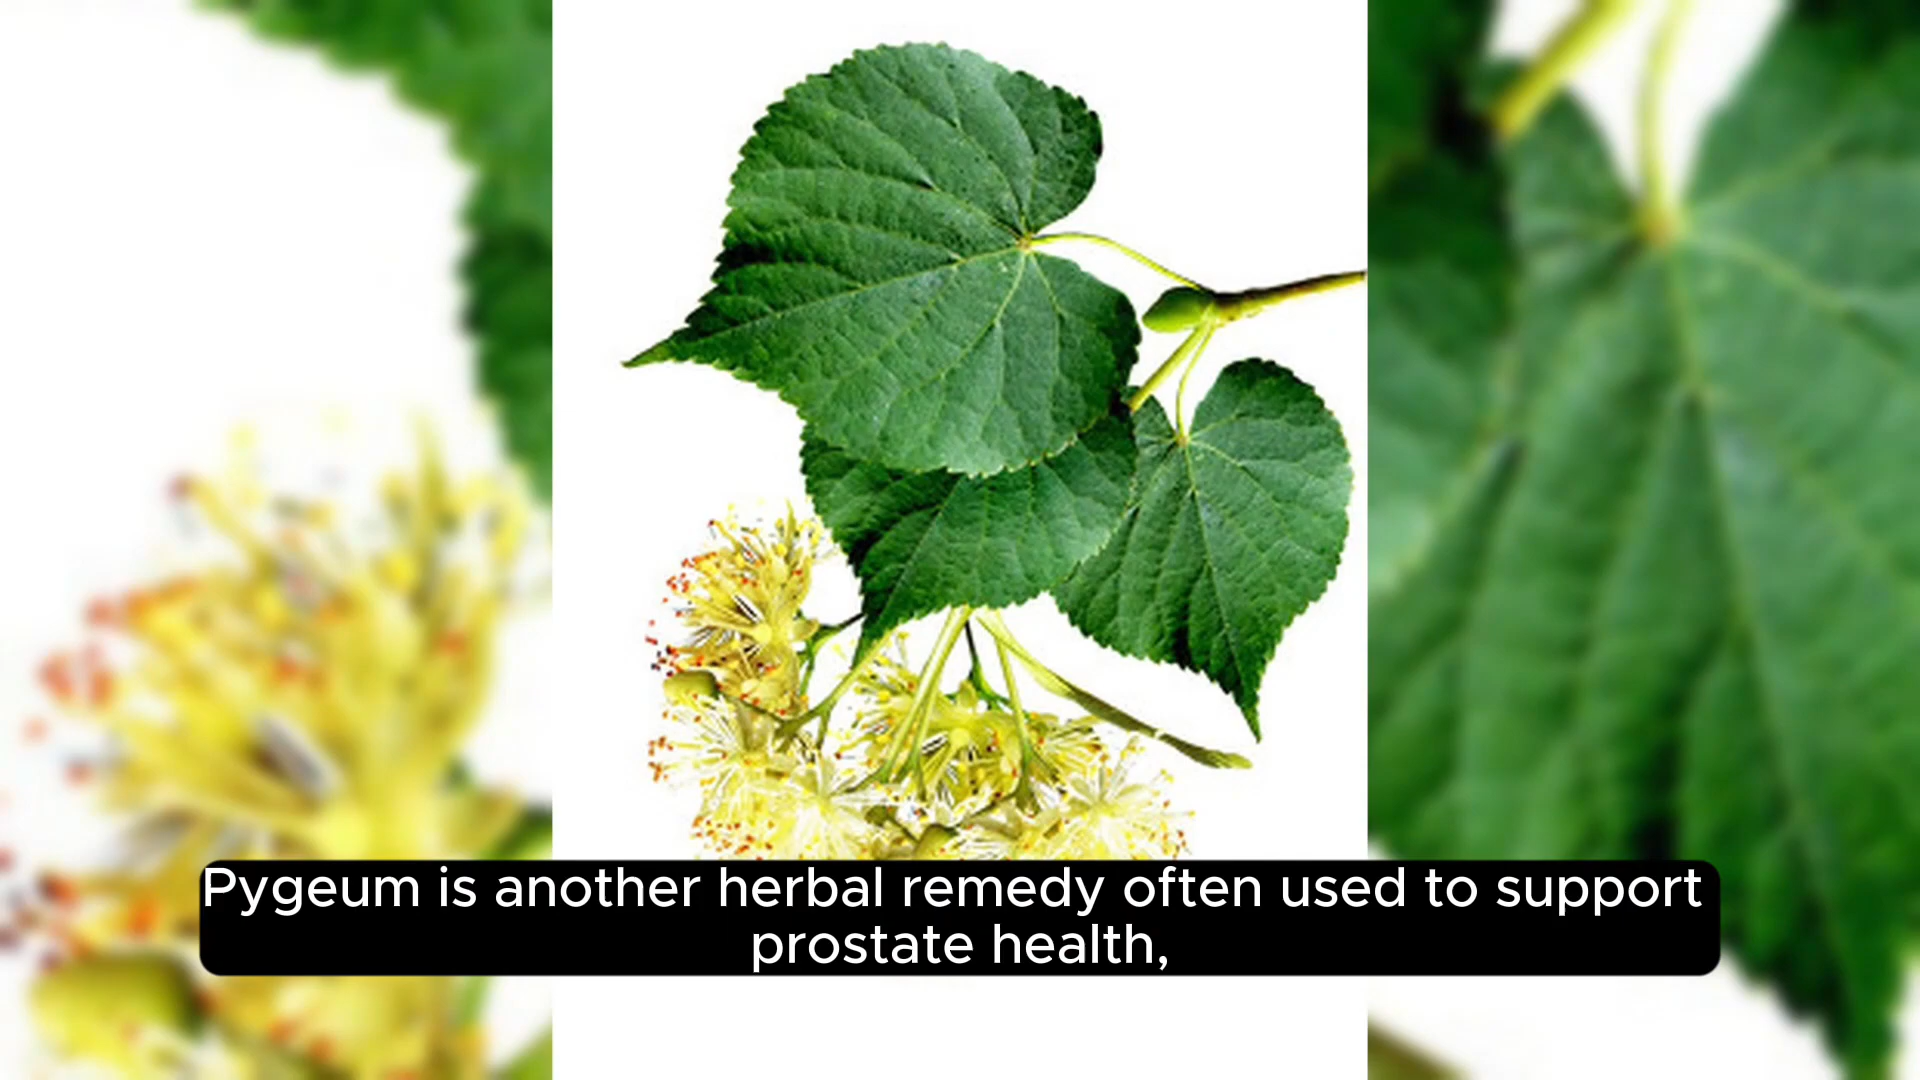 Pygeum is another herbal remedy often used to support
prostate health,